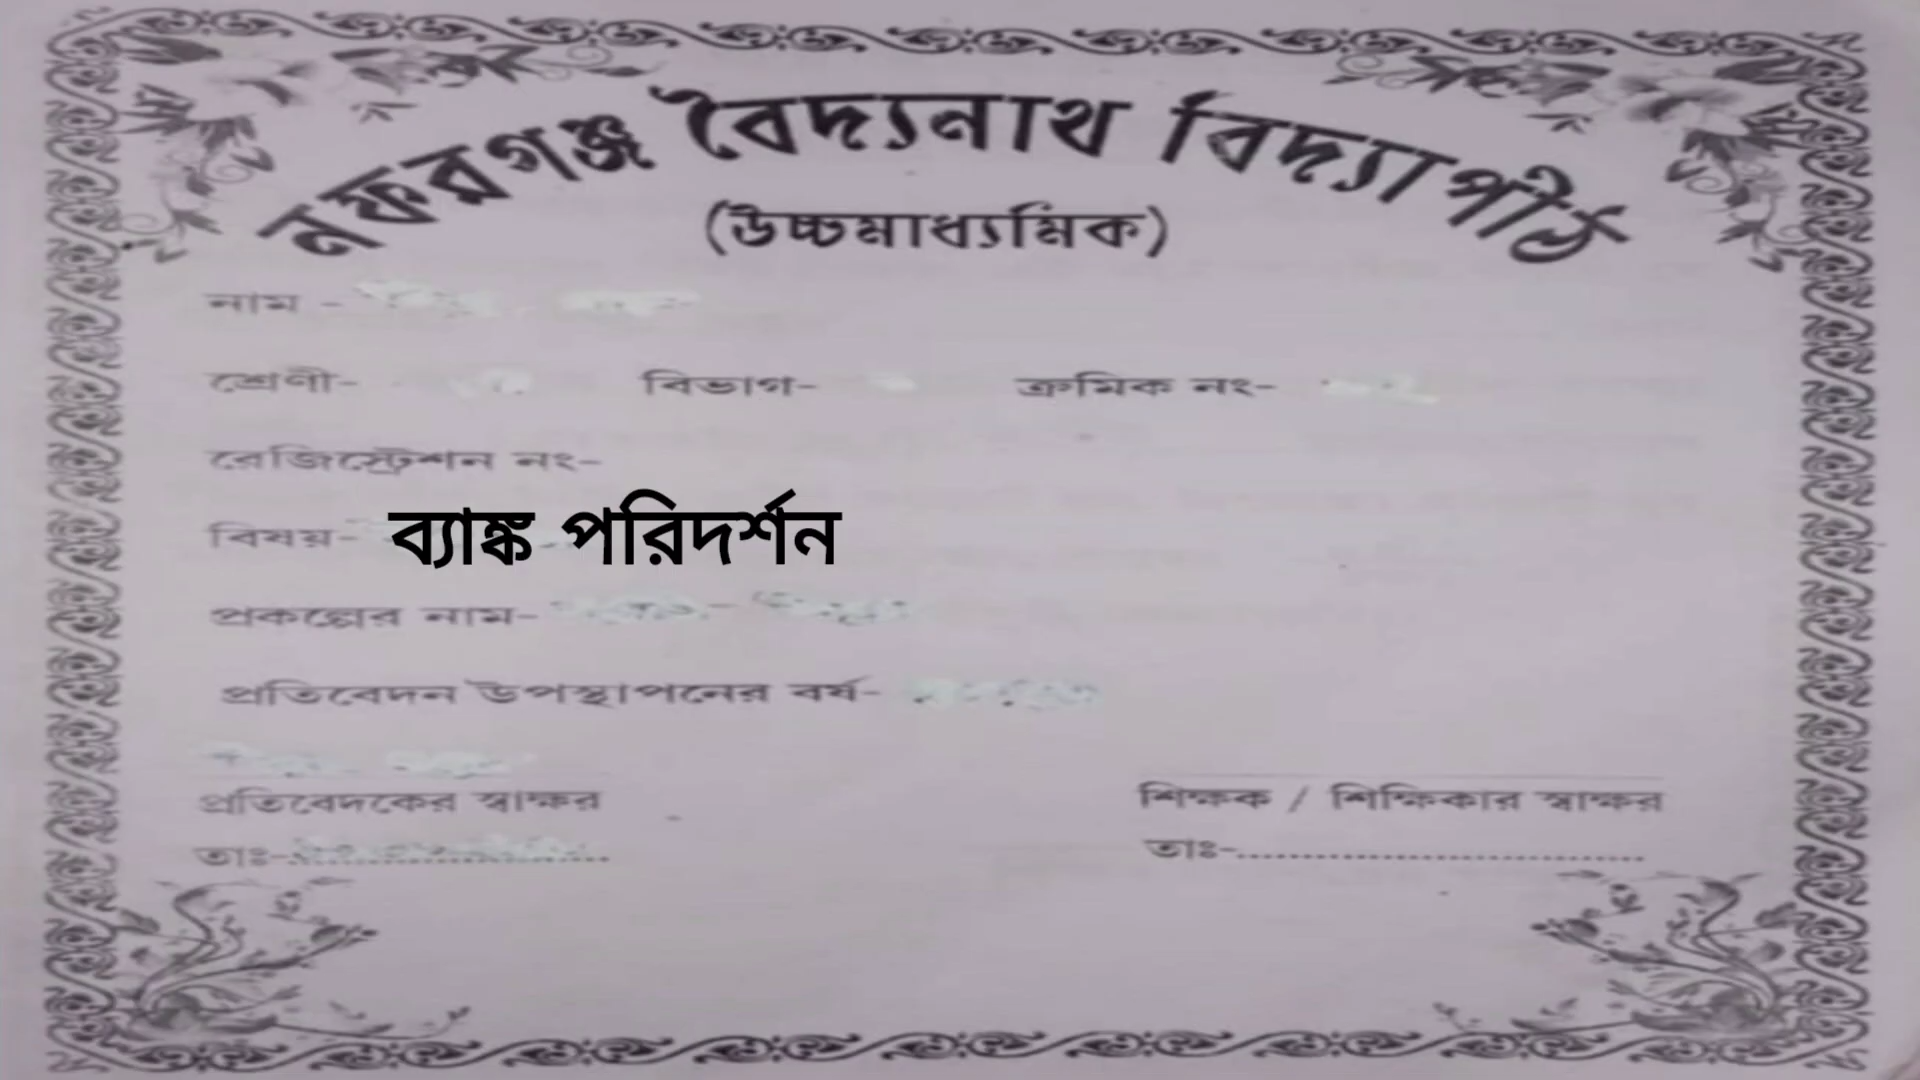 নফরগঞ্জ বৈদ্যনাথ বিদ্যাপীঠ
(উচ্চমাধ্যমিক)
নাম -
শ্রেণী- বিভাগ- ক্রমিক নং-
রেজিস্ট্রেশন নং-
বিষয়- ব্যাঙ্ক পরিদর্শন
প্রকল্পের নাম-
প্রতিবেদন উপস্থাপনের বর্ষ-
প্রতিবেদকের স্বাক্ষর শিক্ষক / শিক্ষিকার স্বাক্ষর
তাঃ-.............................. তাঃ-..............................